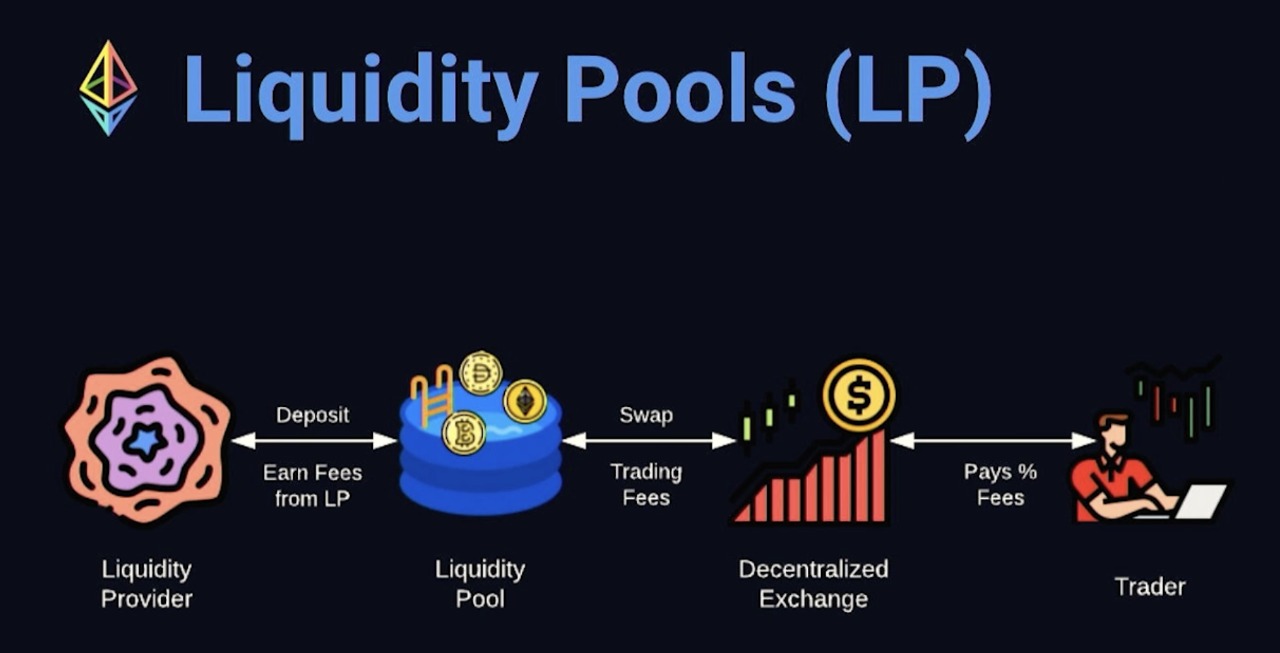 Liquidity Pools (LP)
Deposit
Earn Fees
from LP
Swap
Trading
Fees
Pays %
Fees
Liquidity
Provider
Liquidity
Pool
Decentralized
Exchange
Trader